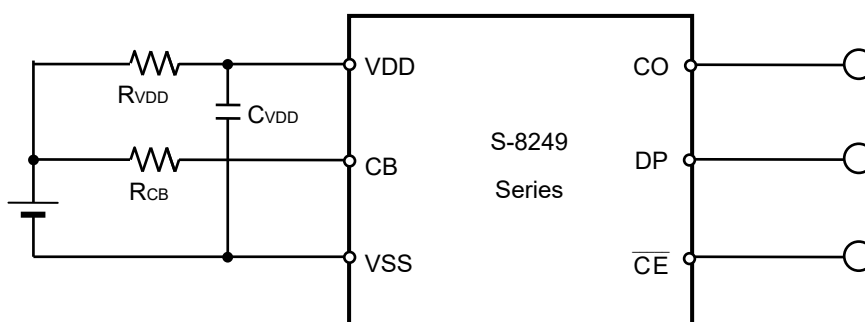 VDD
CO
RVDD
CVDD
S-8249
CB
DP
RCB
Series
VSS
CE